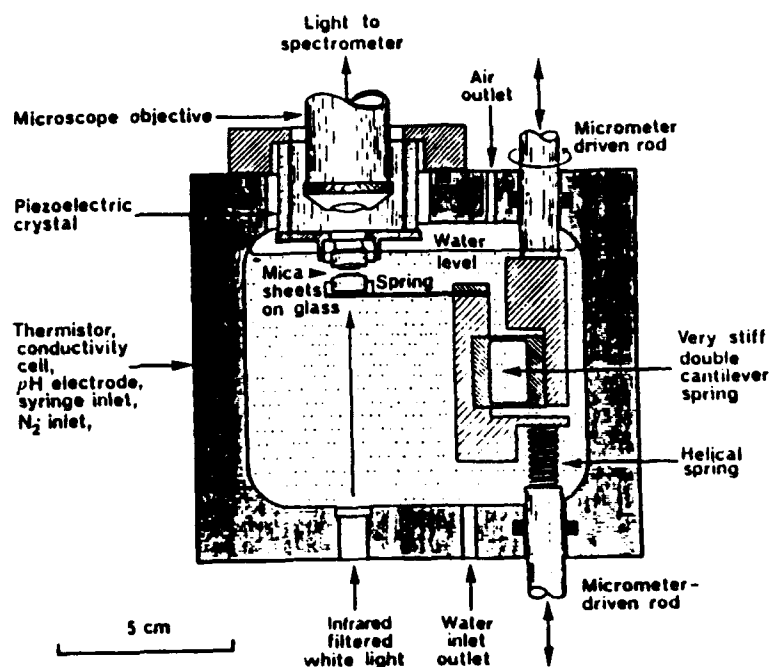 Light to
spectrometer
Air
outlet
Microscope objective
Micrometer
driven rod
Piezoelectric
crystal
Water
level
Mica
sheets
on glass
Spring
Thermistor,
conductivity
cell,
pH electrode,
syringe inlet,
N2 inlet,
Very stiff
double
cantilever
spring
Helical
spring
5 cm
Infrared
filtered
white light
Water
inlet
outlet
Micrometer-
driven rod